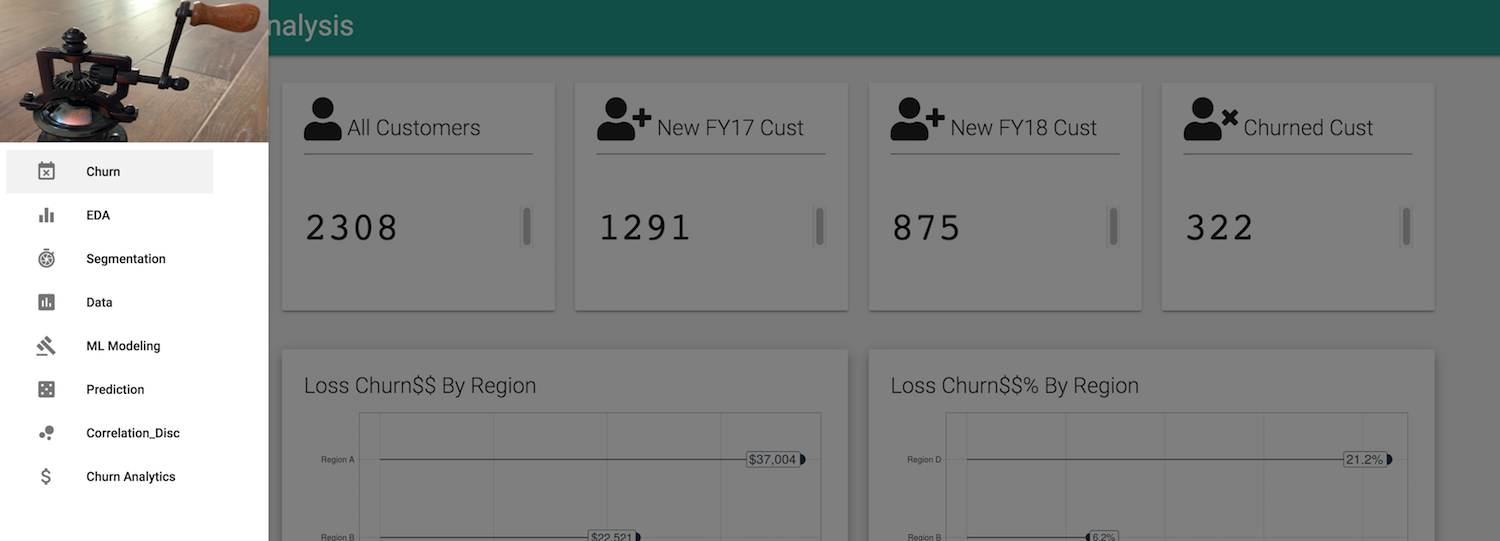 nalysis
Churn
EDA
Segmentation
Data
ML Modeling
Prediction
Correlation_Disc
Churn Analytics
All Customers
2308
New FY17 Cust
1291
New FY18 Cust
875
Churned Cust
322
Loss Churn$$ By Region
Region A
$37,004
Region B
$22,521
Loss Churn$$% By Region
Region D
21.2%
Region B
6.2%